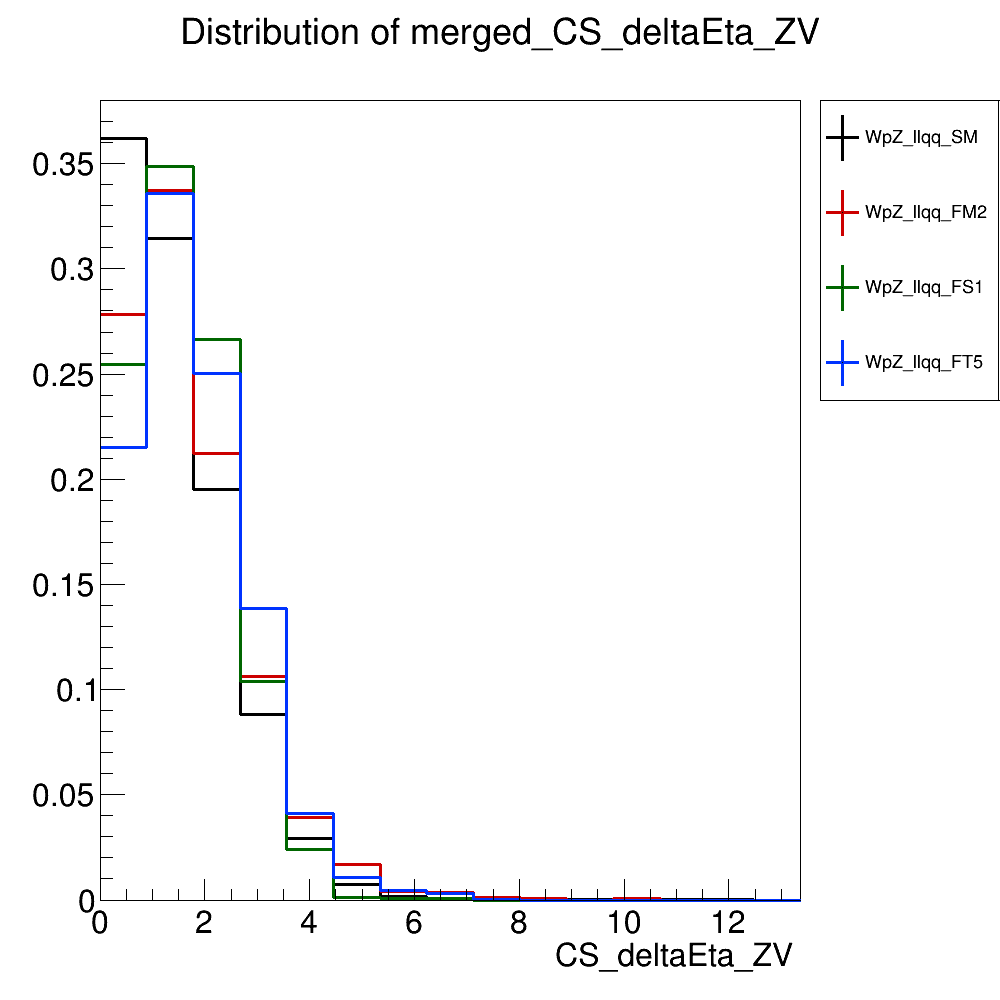 Distribution of merged_CS_deltaEta_ZV
WpZ_llqq_SM
WpZ_llqq_FM2
WpZ_llqq_FS1
WpZ_llqq_FT5
0.35
0.3
0.25
0.2
0.15
0.1
0.05
0
0 2 4 6 8 10 12
CS_deltaEta_ZV